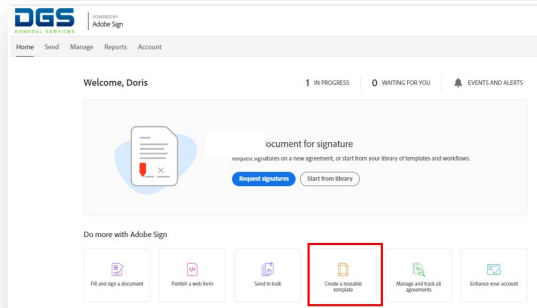 DGS
GENERAL SERVICES
POWERED BY
Adobe Sign
Home Send Manage Reports Account
Welcome, Doris
1 IN PROGRESS 0 WAITING FOR YOU EVENTS AND ALERTS
ocument for signature
Request signatures on a new agreement, or start from your library of templates and workflows.
Request signatures Start from library
Do more with Adobe Sign
Fill and sign a document
Publish a web form
Send in bulk
Create a reusable
template
Manage and track all
agreements
Enhance your account